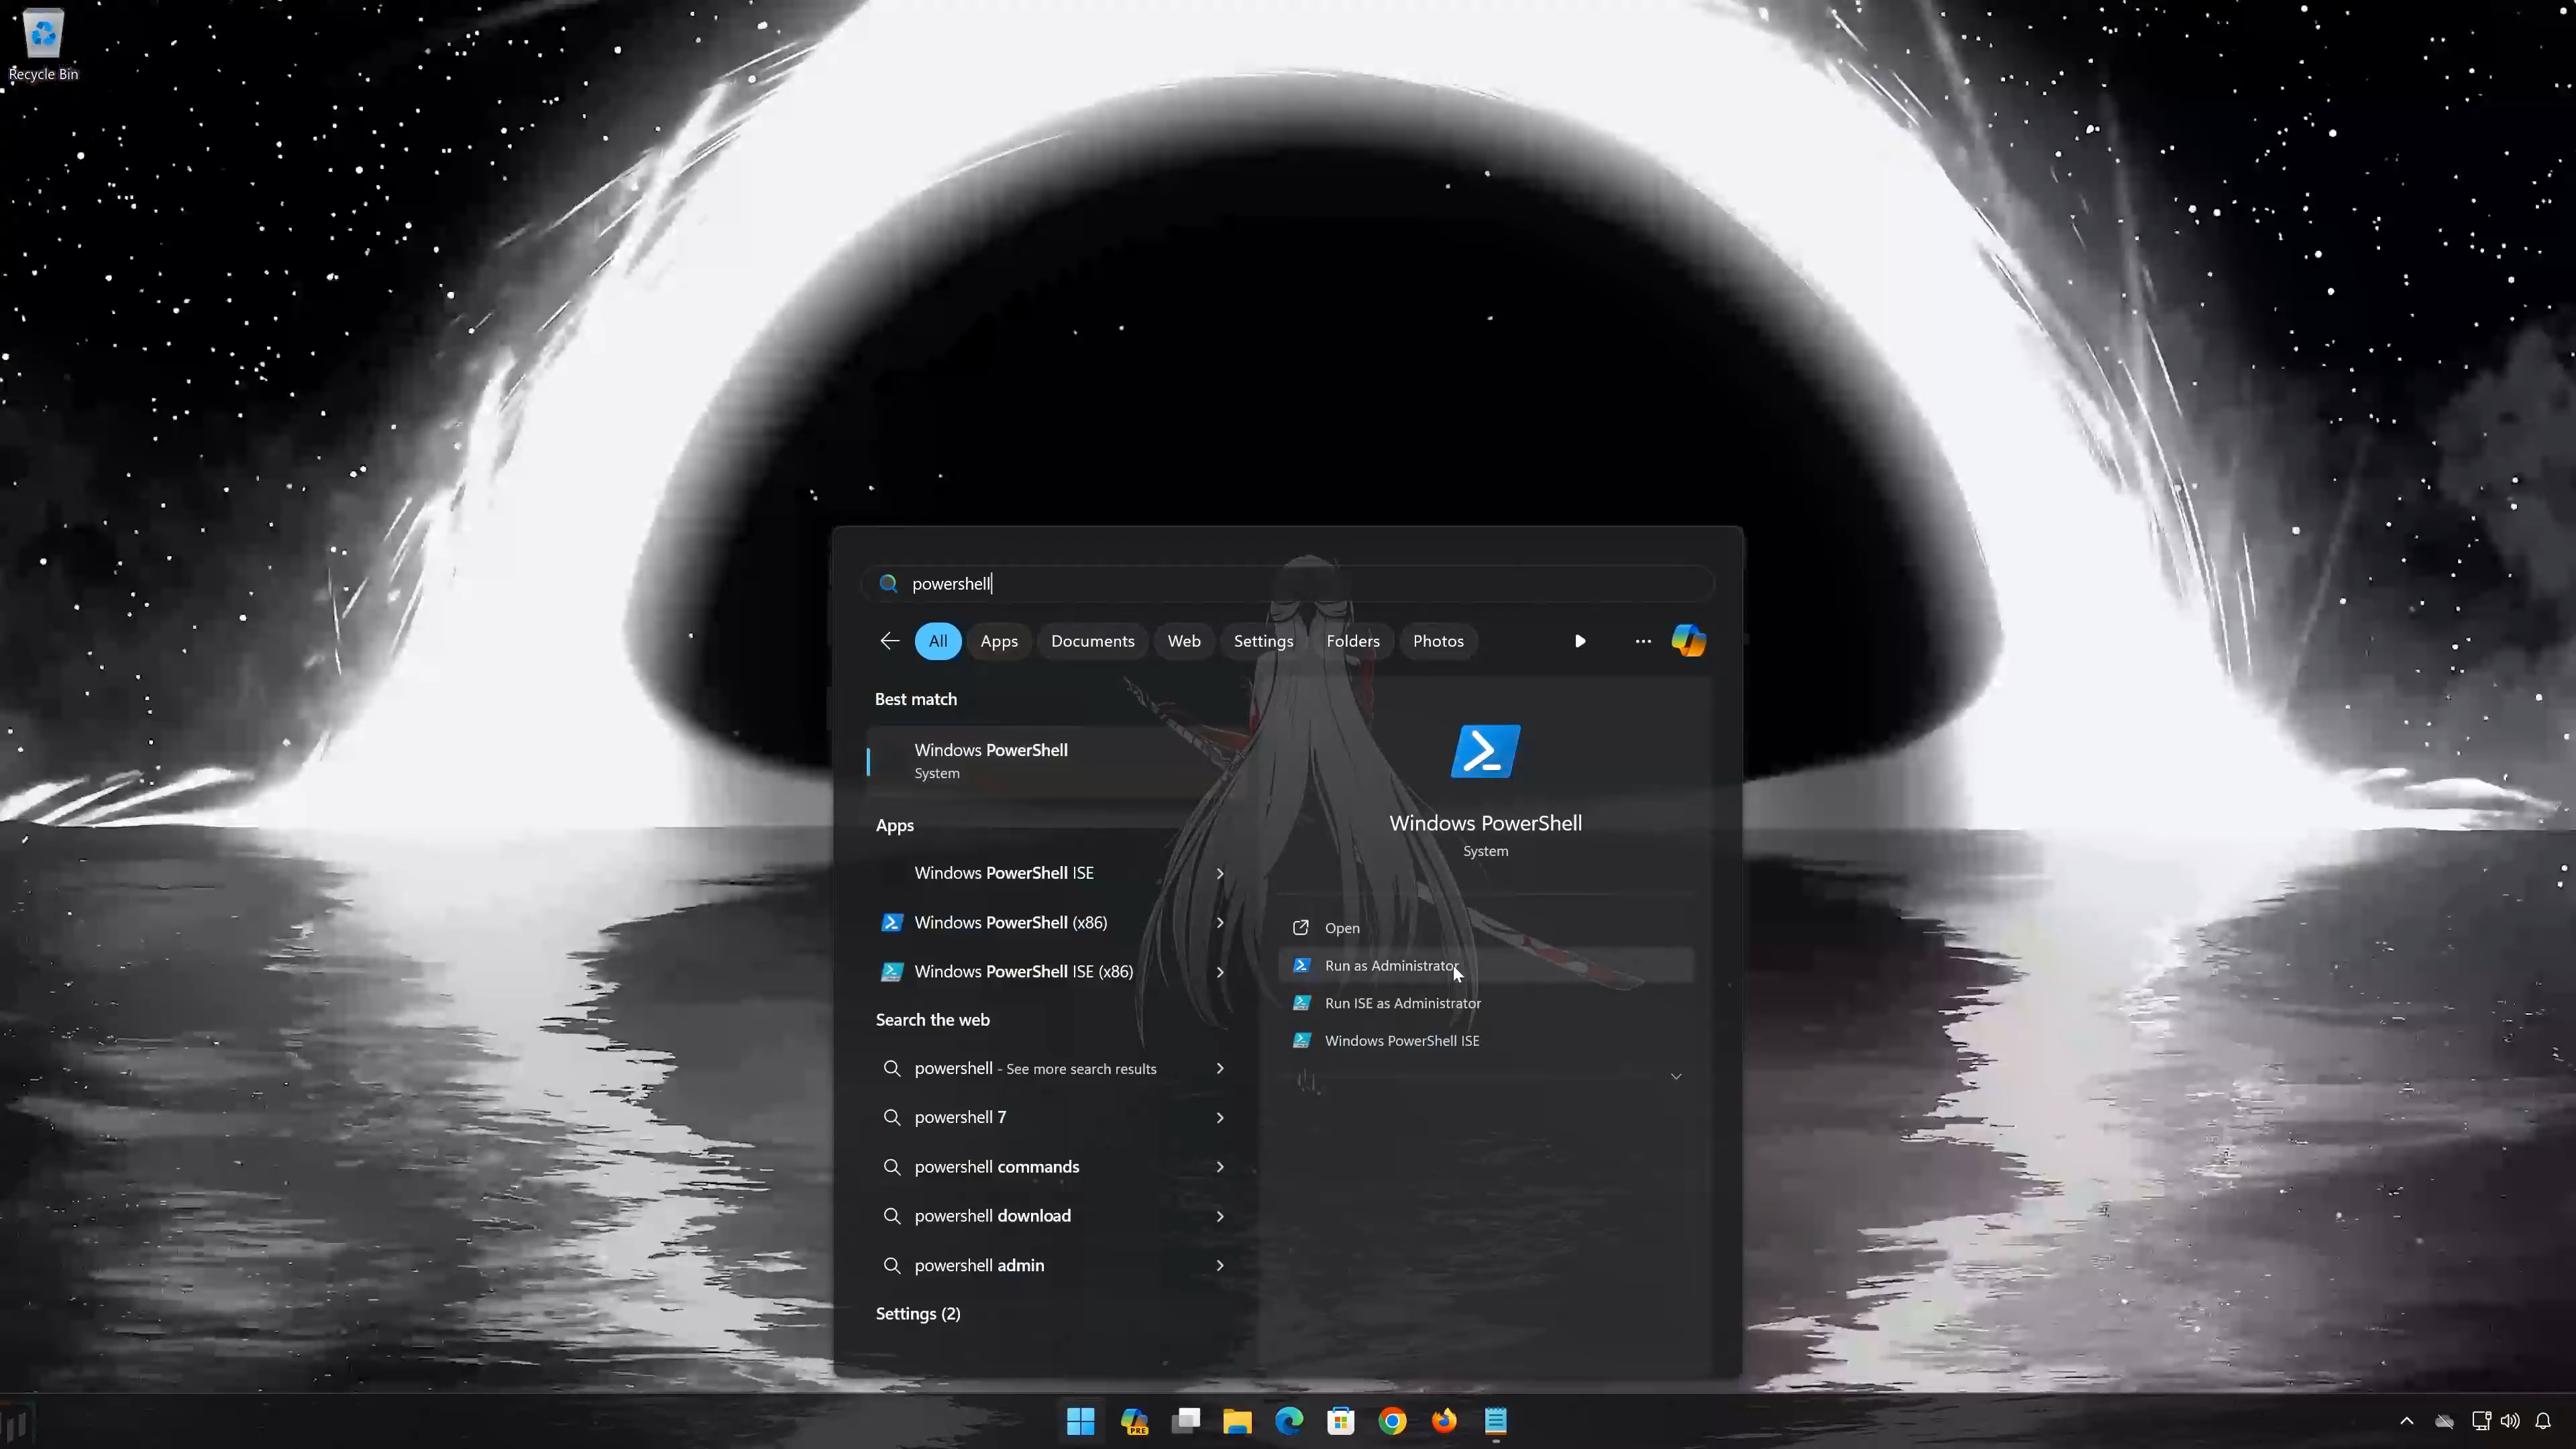 Recycle Bin
powershell
All
Apps
Documents
Web
Settings
Folders
Photos
Best match
Windows PowerShell
System
Apps
Windows PowerShell ISE
Windows PowerShell (x86)
Windows PowerShell ISE (x86)
Search the web
powershell - See more search results
powershell 7
powershell commands
powershell download
powershell admin
Settings (2)
Windows PowerShell
System
Open
Run as Administrator
Run ISE as Administrator
Windows PowerShell ISE
PRE